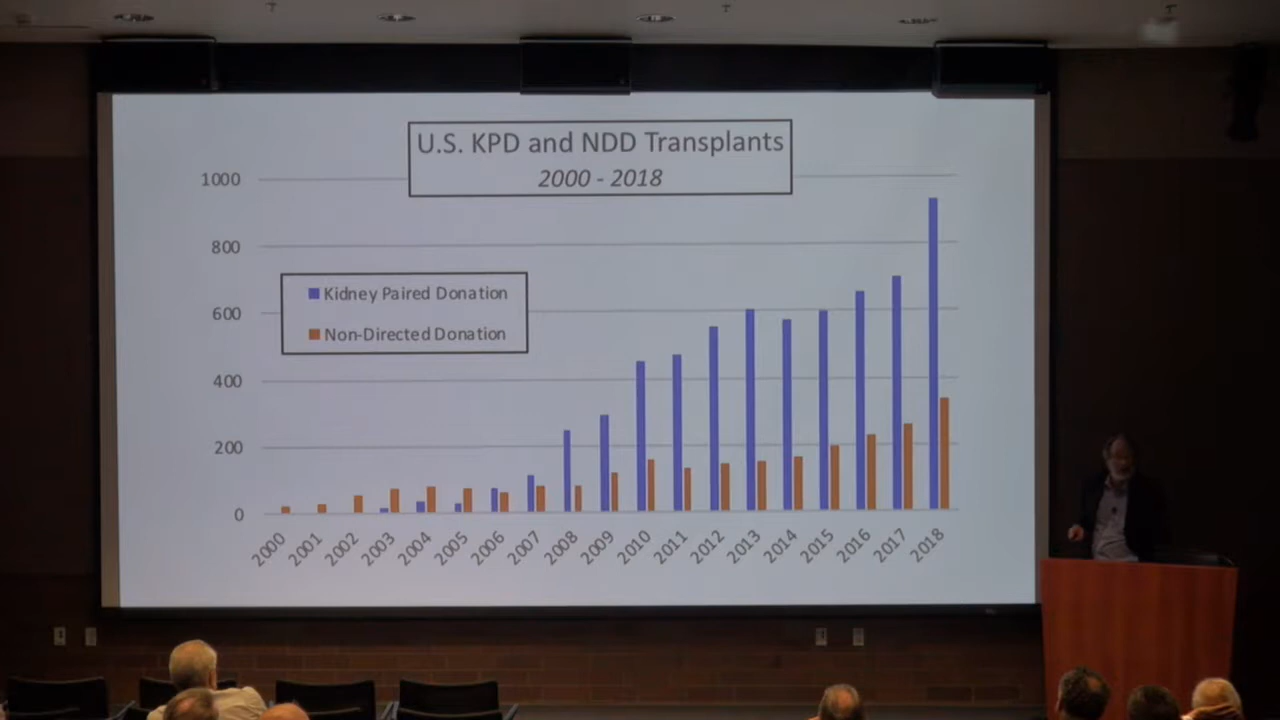 U.S. KPD and NDD Transplants
2000 - 2018
1000
800
600
400
200
0
Kidney Paired Donation
Non-Directed Donation
2000 2001 2002 2003 2004 2005 2006 2007 2008 2009 2010 2011 2012 2013 2014 2015 2016 2017 2018